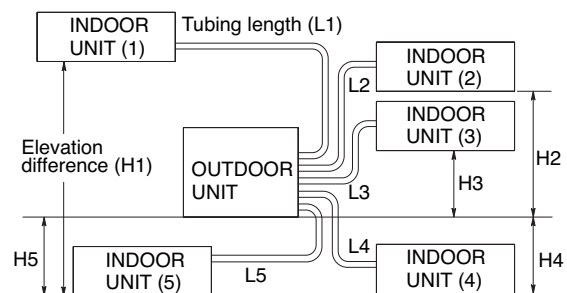 INDOOR
UNIT (1)
Tubing length (L1)
INDOOR
UNIT (2)
L2
INDOOR
UNIT (3)
Elevation
difference (H1)
OUTDOOR
UNIT
L3
H3
H2
H5
INDOOR
UNIT (5)
L5
L4
INDOOR
UNIT (4)
H4